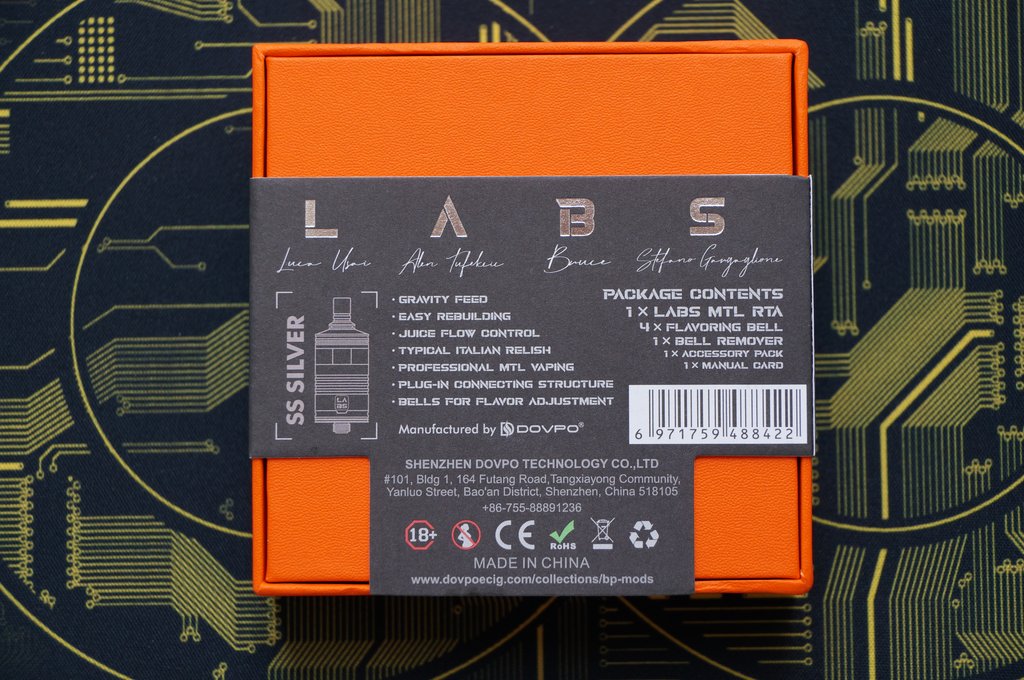 L A B S
Luca Usai Alen Tufekcic Bruce Stefano Gargaglione
SS SILVER
LA
BS
• GRAVITY FEED
• EASY REBUILDING
• JUICE FLOW CONTROL
• TYPICAL ITALIAN RELISH
• PROFESSIONAL MTL VAPING
• PLUG-IN CONNECTING STRUCTURE
• BELLS FOR FLAVOR ADJUSTMENT
Manufactured by DOVPO®
PACKAGE CONTENTS
1 × LABS MTL RTA
4 × FLAVORING BELL
1 × BELL REMOVER
1 × ACCESSORY PACK
1 × MANUAL CARD
6 971759 488422
SHENZHEN DOVPO TECHNOLOGY CO.,LTD
#101, Bldg 1, 164 Futang Road,Tangxiayong Community,
Yanluo Street, Bao'an District, Shenzhen, China 518105
+86-755-88891236
18+ CE RoHS
MADE IN CHINA
www.dovpoecig.com/collections/bp-mods